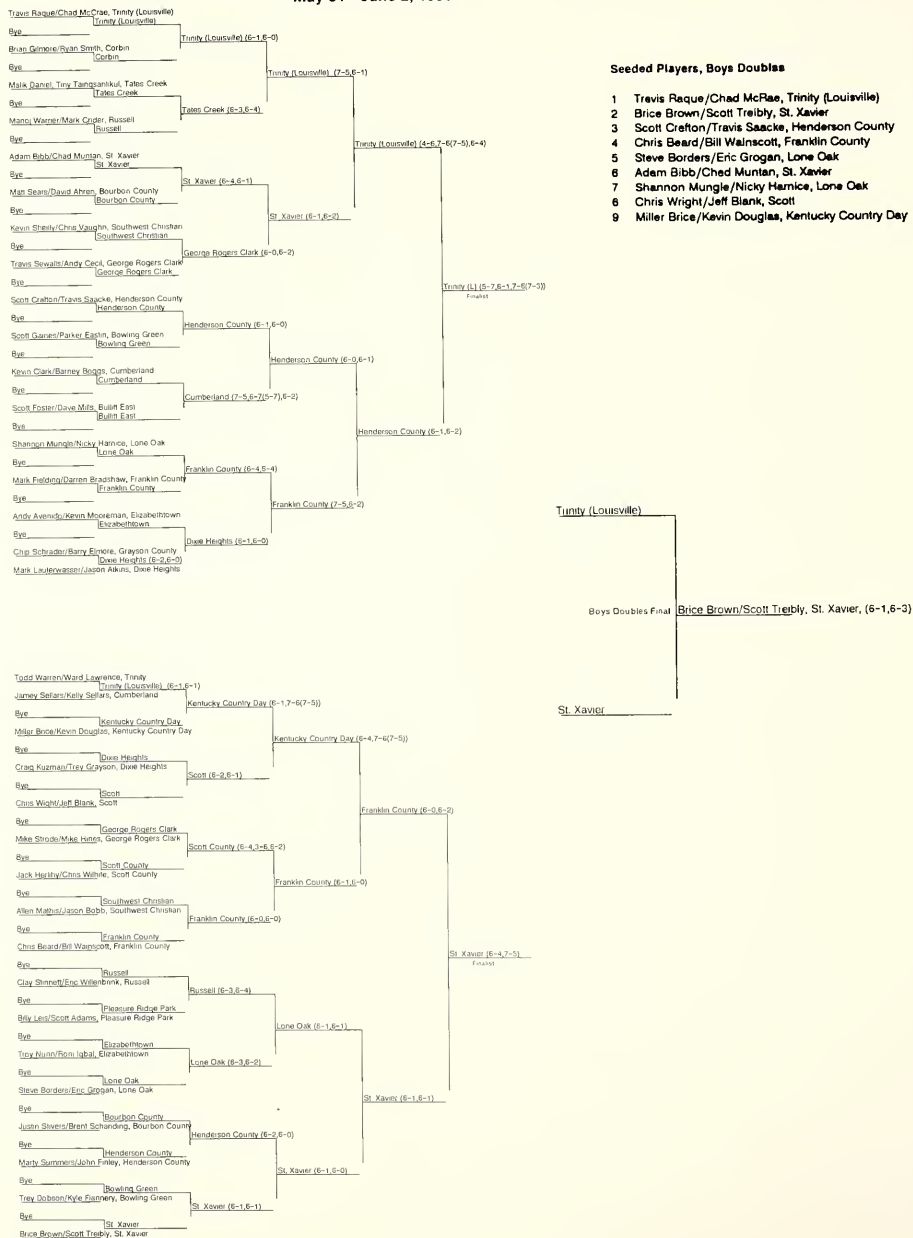 Travis Raque/Chad McCrae, Trinity (Louisville)
Trinity (Louisville)
Bye
Trinity (Louisville) (6-1,6-0)
Brian Gilmore/Ryan Smith, Corbin
Corbin
Bye
Trinity (Louisville) (7-5,6-1)
Malik Daniel, Tiny Taingsantikul, Tates Creek
Tates Creek
Bye
Tates Creek (6-3,6-4)
Manoj Warrier/Mark Crider, Russell
Russell
Bye
Trinity (Louisville) (4-6,7-6(7-5),6-4)
Adam Bibb/Chad Muntan, St. Xavier
St. Xavier
Bye
St. Xavier (6-4,6-1)
Matt Sears/David Ahren, Bourbon County
Bourbon County
Bye
St. Xavier (6-1,6-2)
Kevin Sheilly/Chris Vaughn, Southwest Christian
Southwest Christian
Bye
George Rogers Clark (6-0,6-2)
Travis Sewalls/Andy Cecil, George Rogers Clark
George Rogers Clark
Bye
Trinity (L) (5-7,6-1,7-6(7-3))
Finalist
Scott Crafton/Travis Saacke, Henderson County
Henderson County
Bye
Henderson County (6-1,6-0)
Scott Gaines/Parker Eastin, Bowling Green
Bowling Green
Bye
Henderson County (6-0,6-1)
Kevin Clark/Barney Boggs, Cumberland
Cumberland
Bye
Cumberland (7-5,6-7(5-7),6-2)
Scott Foster/Dave Mills, Bullitt East
Bullitt East
Bye
Henderson County (6-1,6-2)
Shannon Mungle/Nicky Harnice, Lone Oak
Lone Oak
Bye
Franklin County (6-4,6-4)
Mark Fielding/Darren Bradshaw, Franklin County
Franklin County
Bye
Franklin County (7-5,6-2)
Andy Avenido/Kevin Mooreman, Elizabethtown
Elizabethtown
Bye
Dixie Heights (6-1,6-0)
Chip Schrader/Barry Elmore, Grayson County
Dixie Heights (6-2,6-0)
Mark Lauterwasser/Jason Atkins, Dixie Heights
Seeded Players, Boys Doubles
1 Travis Raque/Chad McRae, Trinity (Louisville)
2 Brice Brown/Scott Treibly, St. Xavier
3 Scott Crefton/Travis Saacke, Henderson County
4 Chris Beard/Bill Wainscott, Franklin County
5 Steve Borders/Eric Grogan, Lone Oak
6 Adam Bibb/Ched Muntan, St. Xavier
7 Shannon Mungle/Nicky Harnice, Lone Oak
8 Chris Wright/Jeff Blank, Scott
9 Miller Brice/Kevin Douglas, Kentucky Country Day
Trinity (Louisville)
Boys Doubles Final
Brice Brown/Scott Treibly, St. Xavier, (6-1,6-3)
St. Xavier
Todd Warren/Ward Lawrence, Trinity
Trinity (Louisville) (6-1,6-1)
Jamey Sellars/Kelly Sellars, Cumberland
Kentucky Country Day (6-1,7-6(7-5))
Bye
Kentucky Country Day
Miller Brice/Kevin Douglas, Kentucky Country Day
Kentucky Country Day (6-4,7-6(7-5))
Bye
Dixie Heights
Craig Kuzman/Trey Grayson, Dixie Heights
Scott (6-2,6-1)
Bye
Scott
Chris Wight/Jeff Blank, Scott
Franklin County (6-0,6-2)
Bye
George Rogers Clark
Mike Strode/Mike Hines, George Rogers Clark
Scott County (6-4,3-6,6-2)
Bye
Scott County
Jack Herlihy/Chris Wilhite, Scott County
Franklin County (6-1,6-0)
Bye
Southwest Christian
Allen Mathis/Jason Bobb, Southwest Christian
Franklin County (6-0,6-0)
Bye
Franklin County
Chris Beard/Bill Wainscott, Franklin County
St. Xavier (6-4,7-5)
Finalist
Bye
Russell
Clay Stinnett/Eric Willenbrink, Russell
Russell (6-3,6-4)
Bye
Pleasure Ridge Park
Billy Leis/Scott Adams, Pleasure Ridge Park
Lone Oak (6-1,6-1)
Bye
Elizabethtown
Troy Nunn/Roni Iqbal, Elizabethtown
Lone Oak (6-3,6-2)
Bye
Lone Oak
Steve Borders/Eric Grogan, Lone Oak
St. Xavier (6-1,6-1)
Bye
Bourbon County
Justin Stivers/Brent Schanding, Bourbon County
Henderson County (6-2,6-0)
Bye
Henderson County
Marty Summers/John Finley, Henderson County
St. Xavier (6-1,6-0)
Bye
Bowling Green
Trey Dobson/Kyle Flannery, Bowling Green
St. Xavier (6-1,6-1)
Bye
St. Xavier
Brice Brown/Scott Treibly, St. Xavier